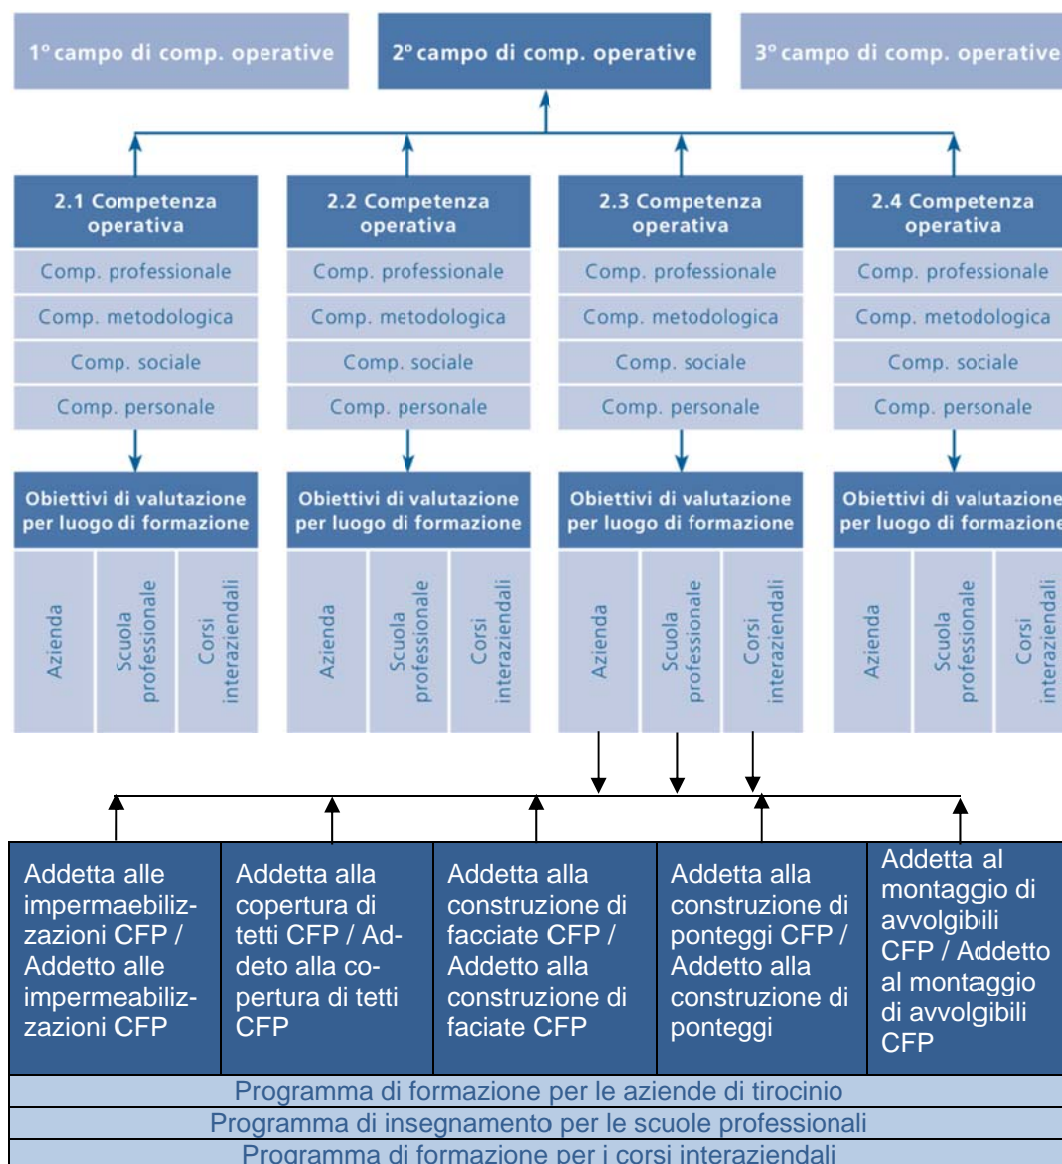 1° campo di comp. operative
2° campo di comp. operative
3° campo di comp. operative
2.1 Competenza
operativa
2.2 Competenza
operativa
2.3 Competenza
operativa
2.4 Competenza
operativa
Comp. professionale
Comp. professionale
Comp. professionale
Comp. professionale
Comp. metodologica
Comp. metodologica
Comp. metodologica
Comp. metodologica
Comp. sociale
Comp. sociale
Comp. sociale
Comp. sociale
Comp. personale
Comp. personale
Comp. personale
Comp. personale
Obiettivi di valutazione
per luogo di formazione
Obiettivi di valutazione
per luogo di formazione
Obiettivi di valutazione
per luogo di formazione
Obiettivi di valutazione
per luogo di formazione
Azienda
Scuola
professionale
Corsi
interaziendali
Azienda
Scuola
professionale
Corsi
interaziendali
Azienda
Scuola
professionale
Corsi
interaziendali
Azienda
Scuola
professionale
Corsi
interaziendali
Addetta alle
impermaebiliz-
zazioni CFP /
Addetto alle
impermeabiliz-
zazioni CFP
Addetta alla
copertura di
tetti CFP / Ad-
deto alla co-
pertura di tetti
CFP
Addetta alla
construzione di
facciate CFP /
Addetto alla
construzione di
faciate CFP
Addetta alla
construzione di
ponteggi CFP /
Addetto alla
construzione di
ponteggi
Addetta al
montaggio di
avvolgibili
CFP / Addetto
al montaggio
di avvolgibili
CFP
Programma di formazione per le aziende di tirocinio
Programma di insegnamento per le scuole professionali
Programma di formazione per i corsi interaziendali